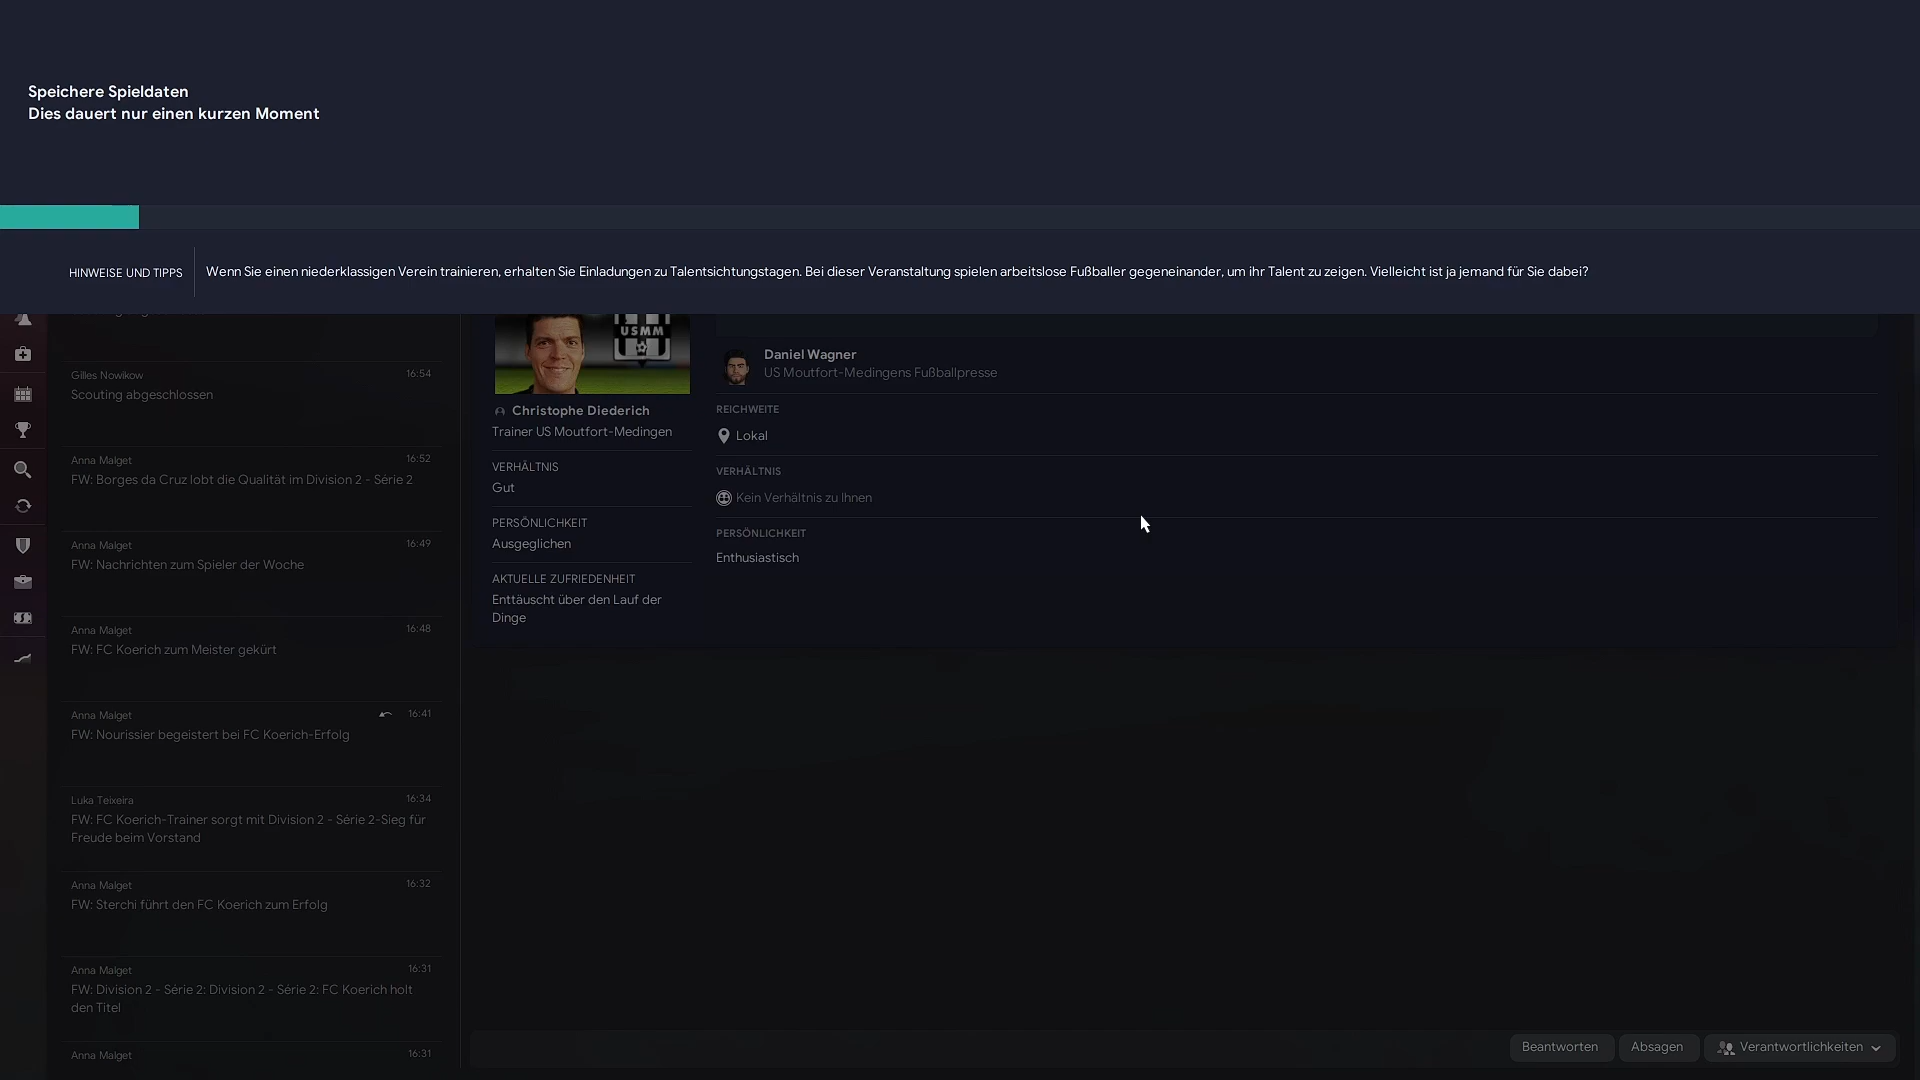 Speichere Spieldaten
Dies dauert nur einen kurzen Moment
HINWEISE UND TIPPS
Wenn Sie einen niederklassigen Verein trainieren, erhalten Sie Einladungen zu Talentsichtungstagen. Bei dieser Veranstaltung spielen arbeitslose Fußballer gegeneinander, um ihr Talent zu zeigen. Vielleicht ist ja jemand für Sie dabei?
Gilles Nowikow 16:54
Scouting abgeschlossen
Anna Malget 16:52
FW: Borges da Cruz lobt die Qualität im Division 2 - Série 2
Anna Malget 16:49
FW: Nachrichten zum Spieler der Woche
Anna Malget 16:48
FW: FC Koerich zum Meister gekürt
Anna Malget 16:41
FW: Nourissier begeistert bei FC Koerich-Erfolg
Luka Teixeira 16:34
FW: FC Koerich-Trainer sorgt mit Division 2 - Série 2-Sieg für
Freude beim Vorstand
Anna Malget 16:32
FW: Sterchi führt den FC Koerich zum Erfolg
Anna Malget 16:31
FW: Division 2 - Série 2: Division 2 - Série 2: FC Koerich holt
den Titel
Anna Malget 16:31
USMM
Christophe Diederich
Trainer US Moutfort-Medingen
VERHÄLTNIS
Gut
PERSÖNLICHKEIT
Ausgeglichen
AKTUELLE ZUFRIEDENHEIT
Enttäuscht über den Lauf der
Dinge
Daniel Wagner
US Moutfort-Medingens Fußballpresse
REICHWEITE
Lokal
VERHÄLTNIS
Kein Verhältnis zu Ihnen
PERSÖNLICHKEIT
Enthusiastisch
Beantworten
Absagen
Verantwortlichkeiten